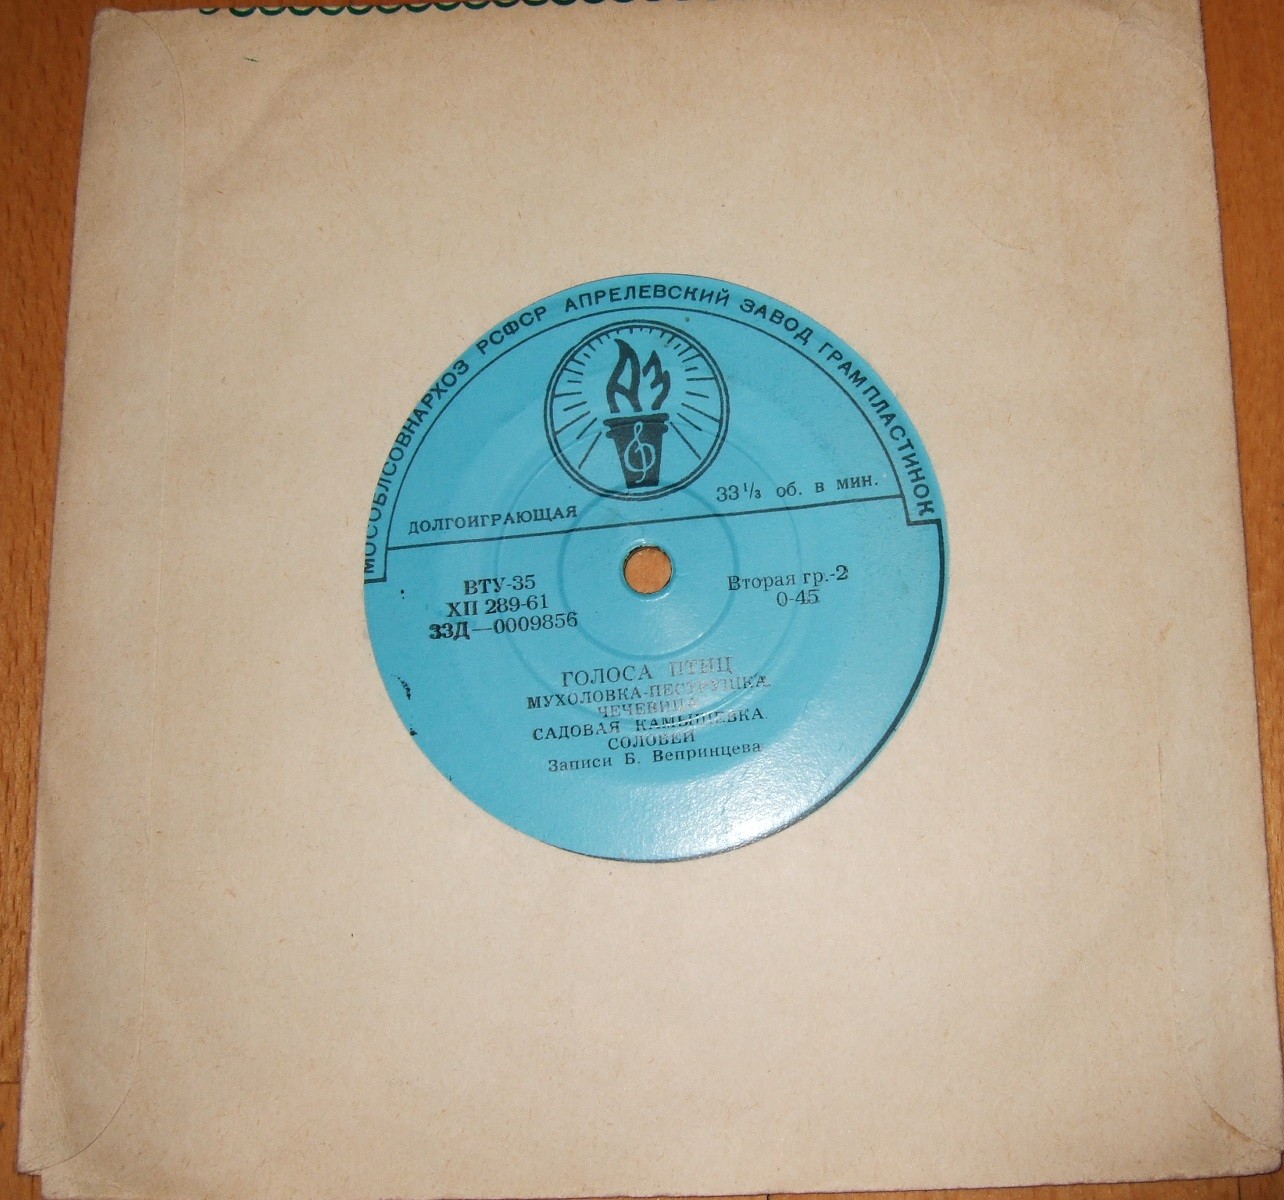 МОСОБЛСОВНАРХОЗ РСФСР АПРЕЛЕВСКИЙ ЗАВОД ГРАМПЛАСТИНОК
АЗ
ДОЛГОИГРАЮЩАЯ 33⅓ об. в мин.
ВТУ-35
ХП 289-61
33Д—0009856
Вторая гр.-2
0-45
ГОЛОСА ПТИЦ
МУХОЛОВКА-ПЕСТРУШКА
ЧЕЧЕВИЦА
САДОВАЯ КАМЫШЕВКА
СОЛОВЕЙ
Записи Б. Вепринцева